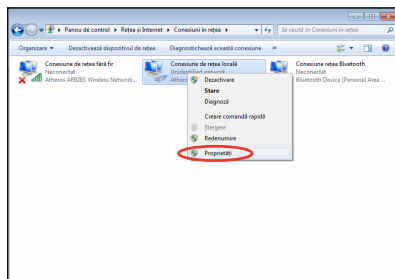 Panou de control ▸ Rețea și Internet ▸ Conexiuni în rețea ▸
Se caută în Conexiuni în rețea
Organizare ▾ Dezactivează dispozitivul de rețea Diagnostichează această conexiune »
Conexiune de rețea fără fir
Neconectat
Atheros AR9285 Wireless Network...
Conexiune de rețea locală
Unidentified network
Atheros
Conexiune rețea Bluetooth
Neconectat
Bluetooth Device (Personal Area ...
Dezactivare
Stare
Diagnoză
Creare comandă rapidă
Ștergere
Redenumire
Proprietăți